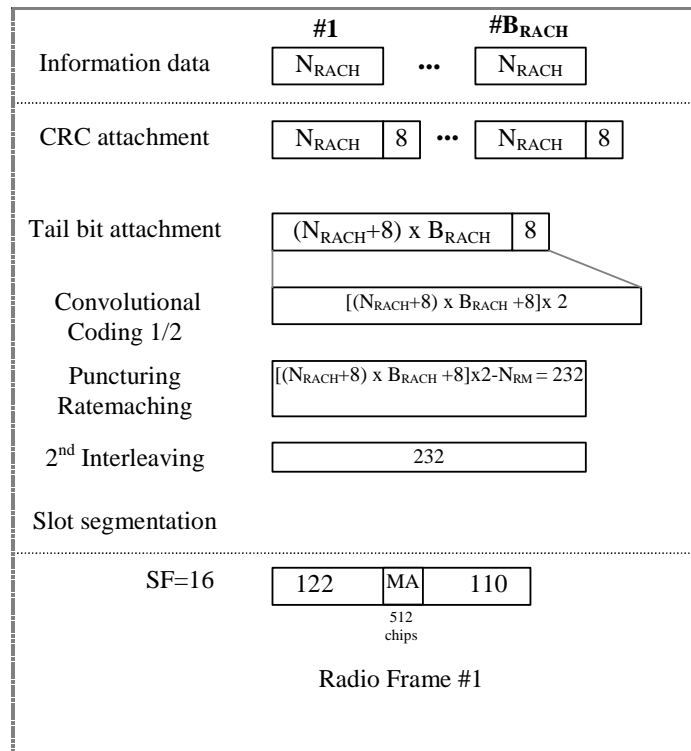 #1 #B_RACH
Information data N_RACH ... N_RACH
CRC attachment N_RACH 8 ... N_RACH 8
Tail bit attachment (N_RACH+8) x B_RACH 8
Convolutional
Coding 1/2
[(N_RACH+8) x B_RACH +8]x 2
Puncturing
Ratemaching
[(N_RACH+8) x B_RACH +8]x2-N_RM = 232
2nd Interleaving 232
Slot segmentation
SF=16 122 MA 110
512
chips
Radio Frame #1